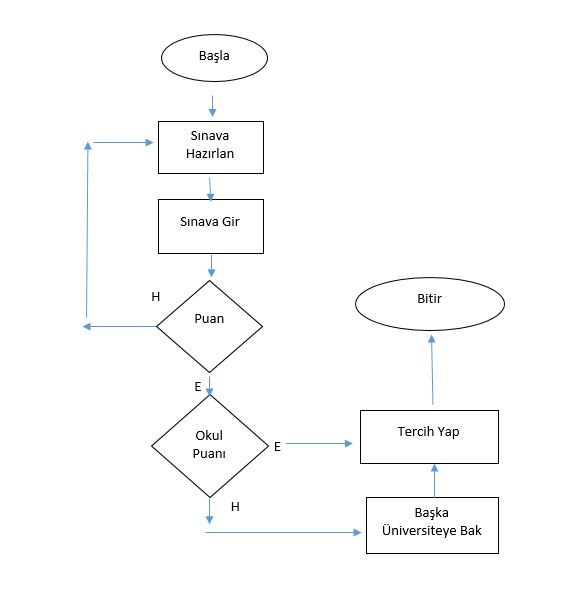 Başla
Sınava
Hazırlan
Sınava Gir
H
Puan
Bitir
E
Okul
Puanı
E
Tercih Yap
H
Başka
Üniversiteye Bak